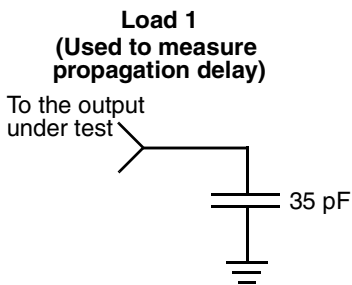 Load 1
(Used to measure
propagation delay)
To the output
under test
35 pF